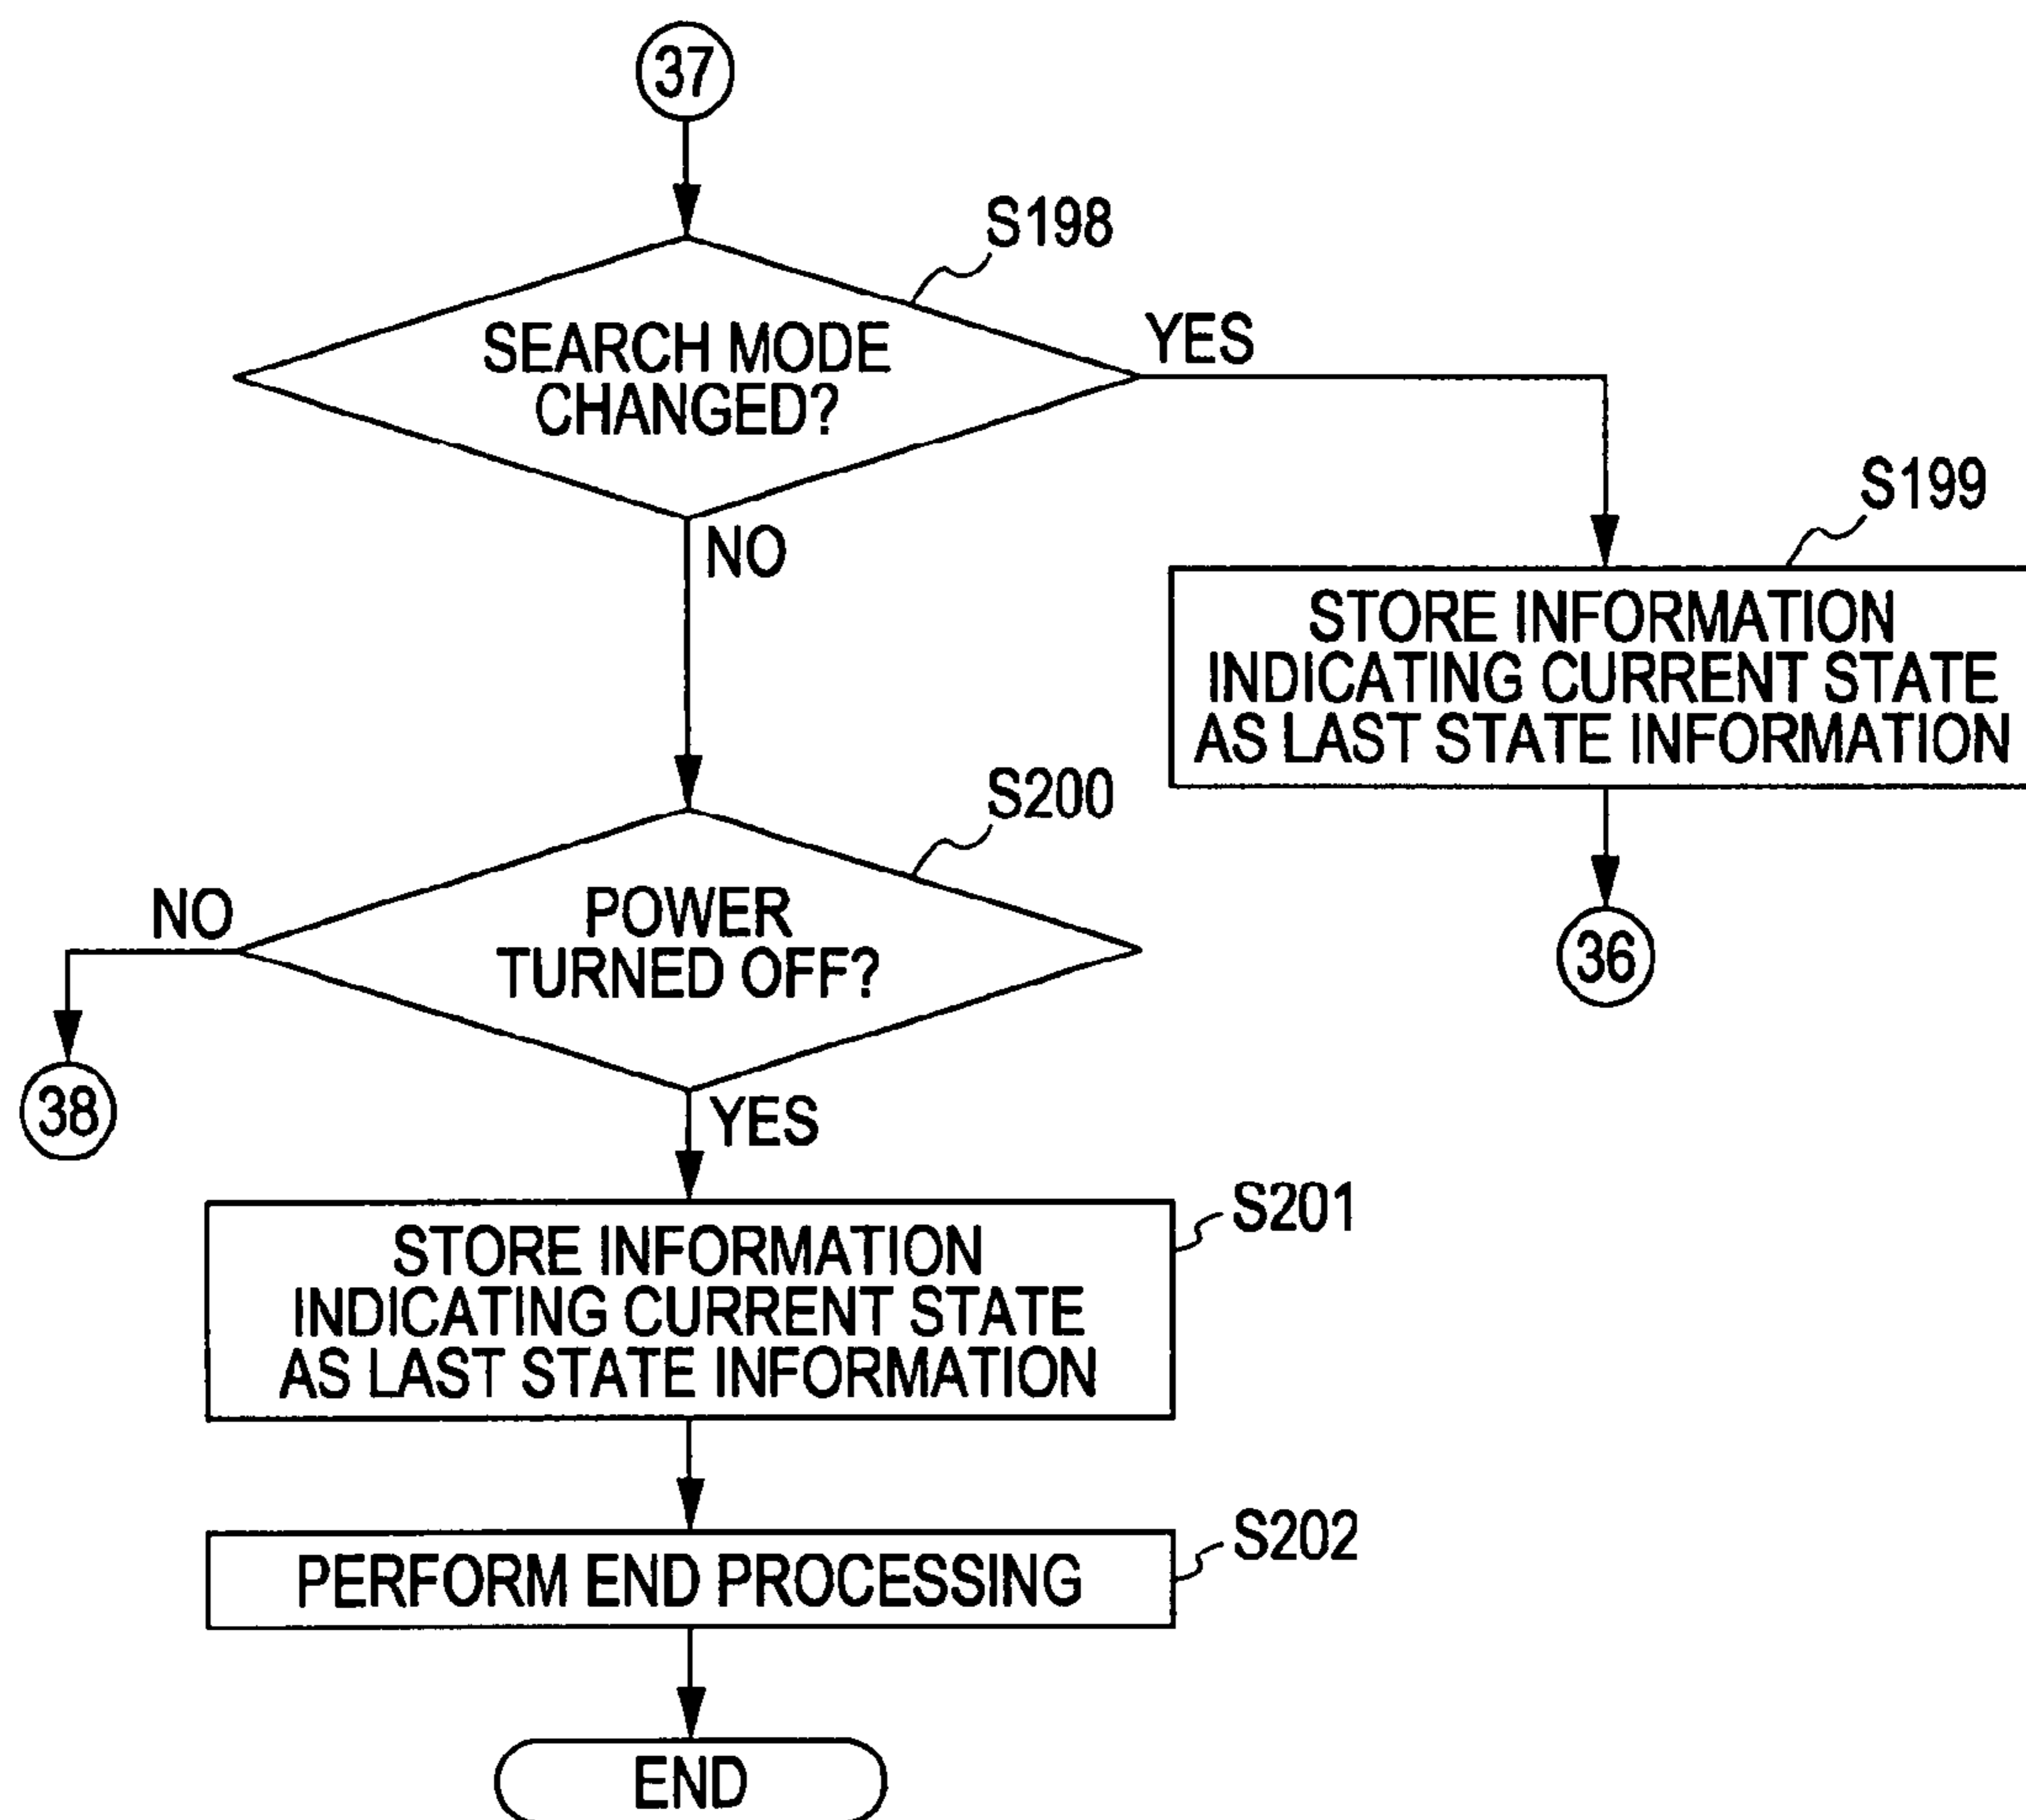 37
S198
SEARCH MODE
CHANGED?
YES
NO
S199
STORE INFORMATION
INDICATING CURRENT STATE
AS LAST STATE INFORMATION
36
S200
POWER
TURNED OFF?
NO
38
YES
S201
STORE INFORMATION
INDICATING CURRENT STATE
AS LAST STATE INFORMATION
S202
PERFORM END PROCESSING
END